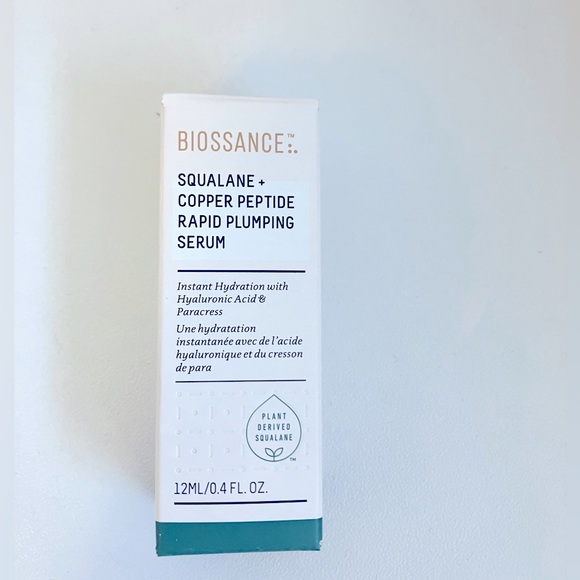 BIOSSANCE™
SQUALANE +
COPPER PEPTIDE
RAPID PLUMPING
SERUM
Instant Hydration with
Hyaluronic Acid &
Paracress
Une hydratation
instantanée avec de l'acide
hyaluronique et du cresson
de para
PLANT
DERIVED
SQUALANE
™
12ML/0.4 FL. OZ.